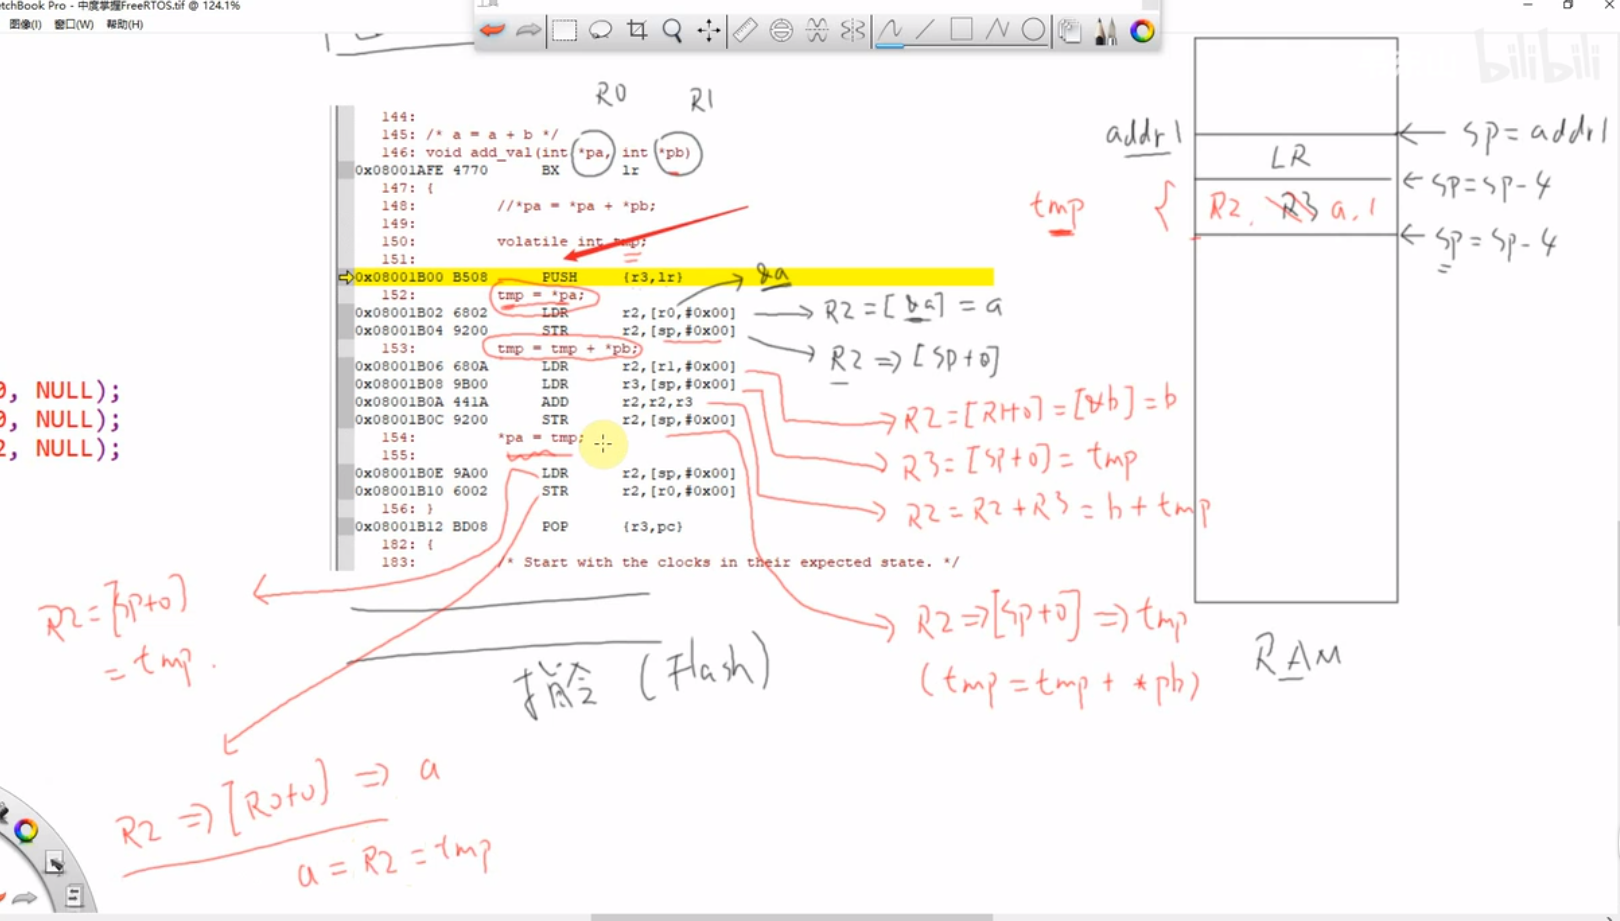 etchBook Pro - 中度掌握FreeRTOS.tif @ 124.1%
图像(I) 窗口(W) 帮助(H)
工具
bilibili
R0 R1
144:
145: /* a = a + b */
146: void add_val(int *pa, int *pb)
0x08001AFE 4770 BX lr
147: {
148: //*pa = *pa + *pb;
149:
150: volatile int tmp;
151:
0x08001B00 B508 PUSH {r3,lr}
152: tmp = *pa;
0x08001B02 6802 LDR r2,[r0,#0x00]
0x08001B04 9200 STR r2,[sp,#0x00]
153: tmp = tmp + *pb;
0x08001B06 680A LDR r2,[r1,#0x00]
0x08001B08 9B00 LDR r3,[sp,#0x00]
0x08001B0A 441A ADD r2,r2,r3
0x08001B0C 9200 STR r2,[sp,#0x00]
154: *pa = tmp;
155:
0x08001B0E 9A00 LDR r2,[sp,#0x00]
0x08001B10 6002 STR r2,[r0,#0x00]
156: }
0x08001B12 BD08 POP {r3,pc}
182: {
183: /* Start with the clocks in their expected state. */
0, NULL);
0, NULL);
2, NULL);
&a
R2=[&a]=a
R2=>[SP+0]
R2=[R1+0]=[&b]=b
R3=[SP+0]=tmp
R2=R2+R3=b+tmp
R2=>[SP+0]=>tmp
(tmp=tmp+*pb)
R2=[SP+0]
=tmp.
R2=>[R0+0]=>a
a=R2=tmp
指令 (Flash)
addr1
SP=addr1
LR
SP=SP-4
tmp { R2. R3 a.1
SP=SP-4
RAM